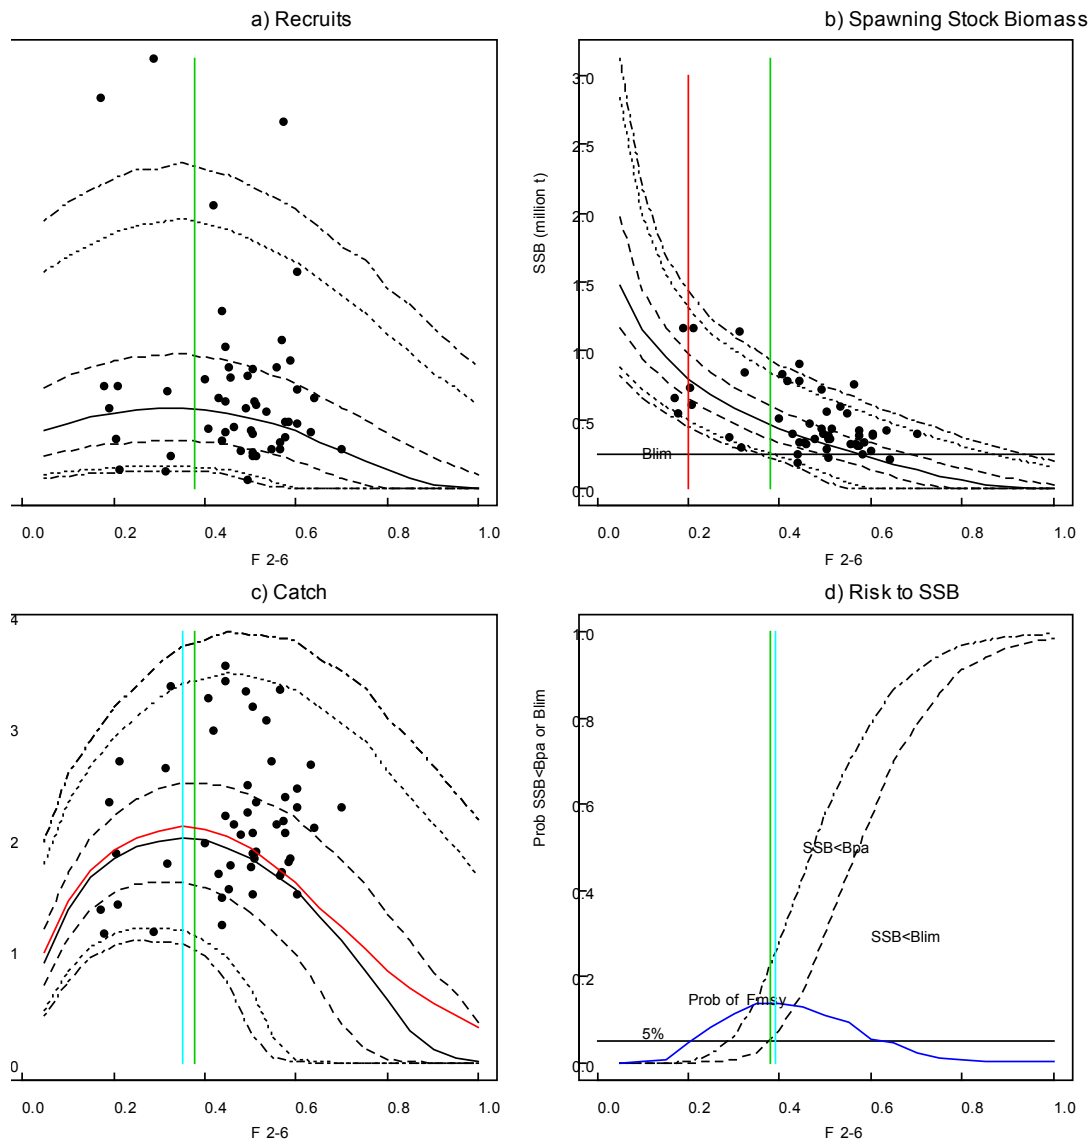 a) Recruits
0.0 0.2 0.4 0.6 0.8 1.0
F 2-6
b) Spawning Stock Biomass
SSB (million t)
3.0
2.5
2.0
1.5
1.0
0.5
0.0
Blim
0.0 0.2 0.4 0.6 0.8 1.0
F 2-6
c) Catch
4
3
2
1
0
0.0 0.2 0.4 0.6 0.8 1.0
F 2-6
d) Risk to SSB
Prob SSB<Bpa or Blim
1.0
0.8
0.6
0.4
0.2
0.0
SSB<Bpa
SSB<Blim
Prob of Fmsy
5%
0.0 0.2 0.4 0.6 0.8 1.0
F 2-6